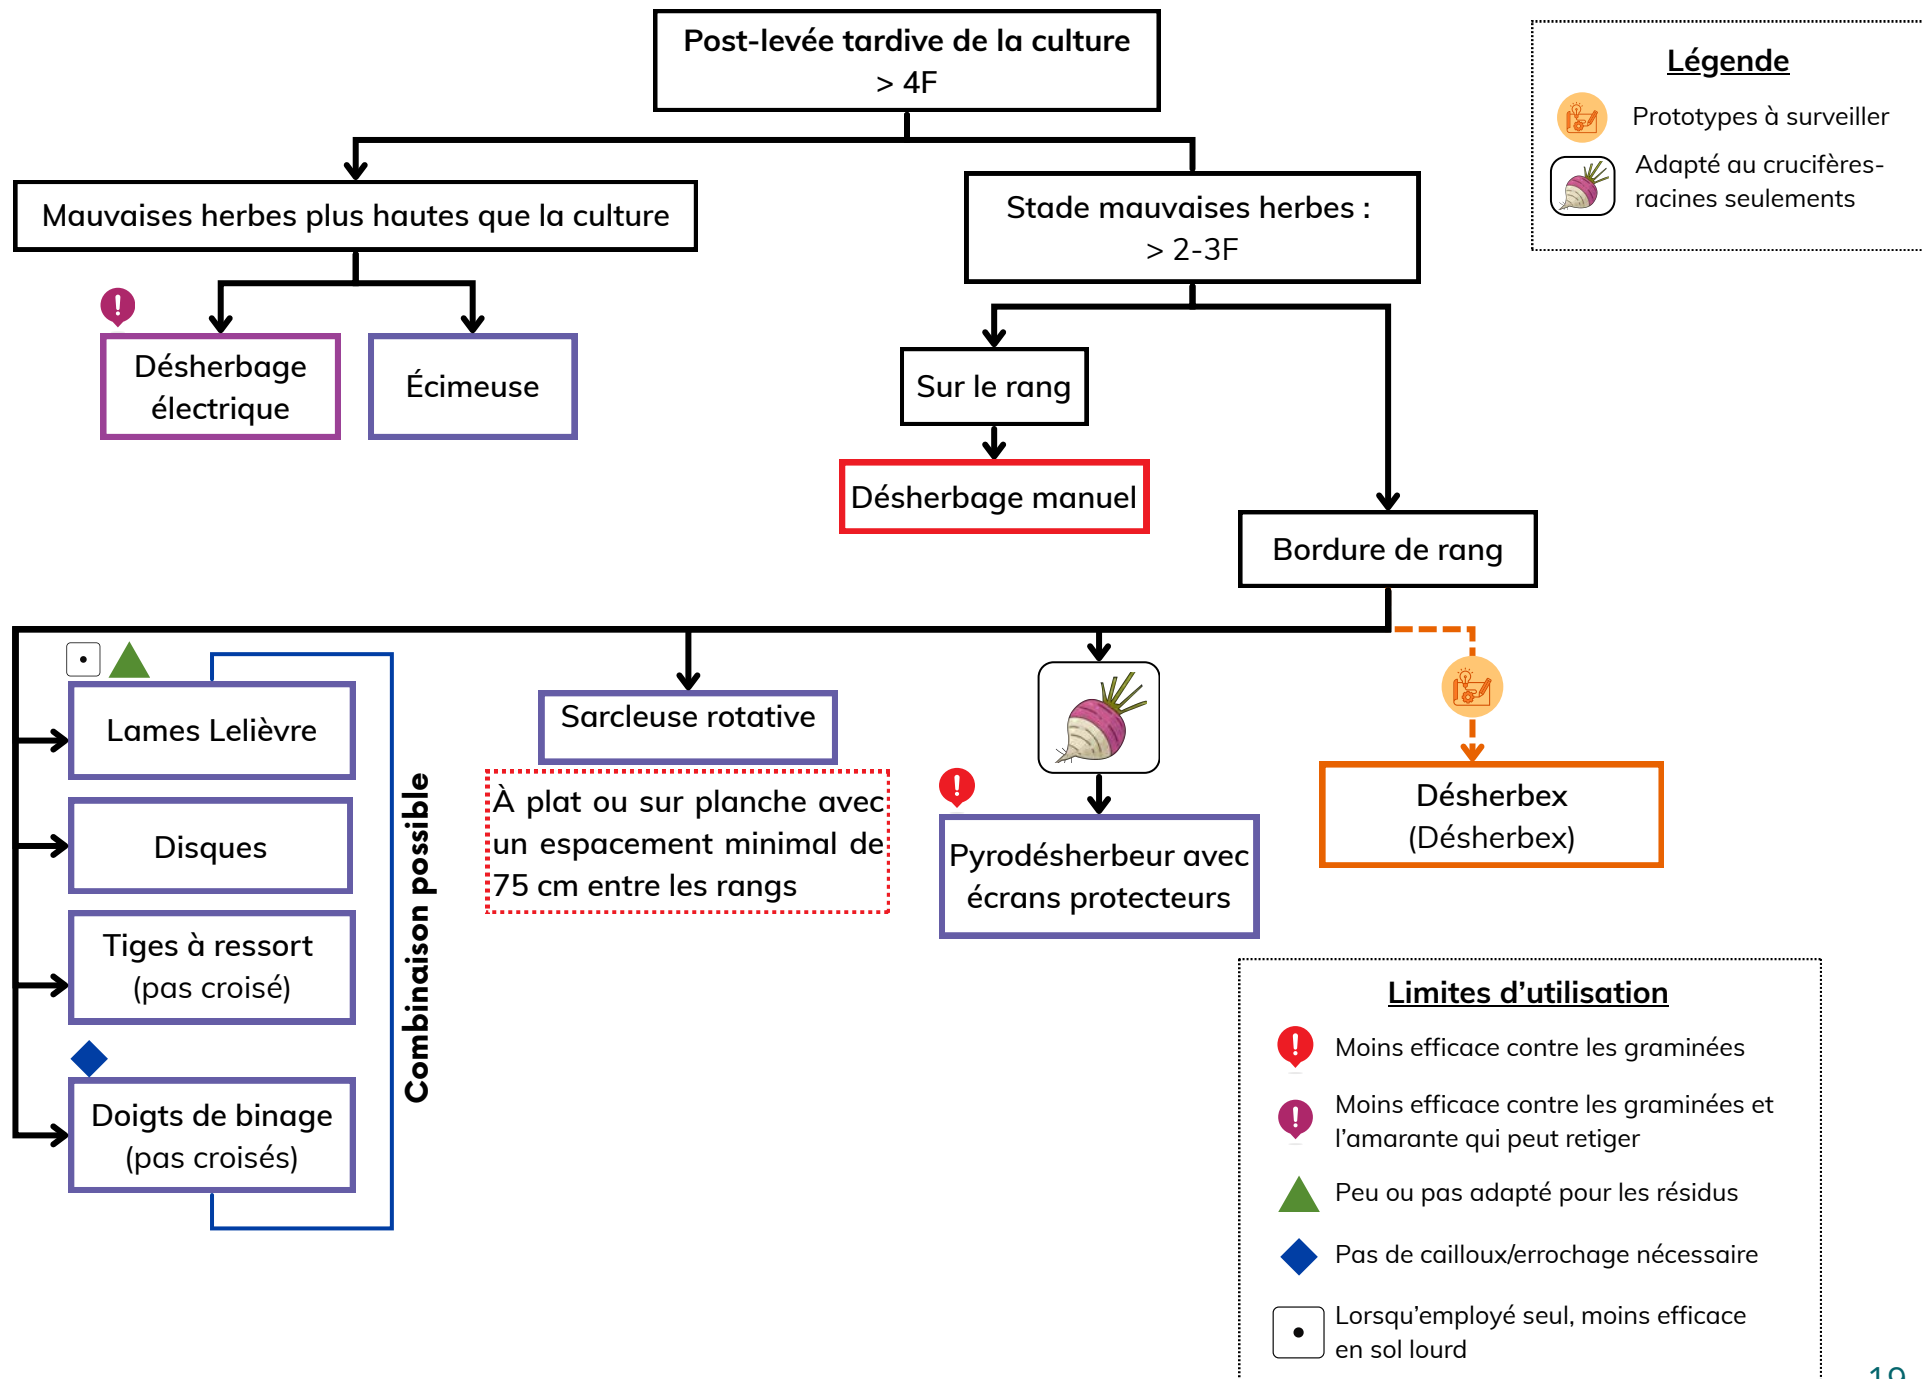 Post-levée tardive de la culture
> 4F
Légende
Prototypes à surveiller
Adapté au crucifères-
racines seulements
Mauvaises herbes plus hautes que la culture
Stade mauvaises herbes :
> 2-3F
Désherbage
électrique
Écimeuse
Sur le rang
Désherbage manuel
Bordure de rang
Lames Lelièvre
Disques
Tiges à ressort
(pas croisé)
Doigts de binage
(pas croisés)
Combinaison possible
Sarcleuse rotative
À plat ou sur planche avec
un espacement minimal de
75 cm entre les rangs
Pyrodésherbeur avec
écrans protecteurs
Désherbex
(Désherbex)
Limites d'utilisation
Moins efficace contre les graminées
Moins efficace contre les graminées et
l'amarante qui peut retiger
Peu ou pas adapté pour les résidus
Pas de cailloux/errochage nécessaire
Lorsqu'employé seul, moins efficace
en sol lourd
19